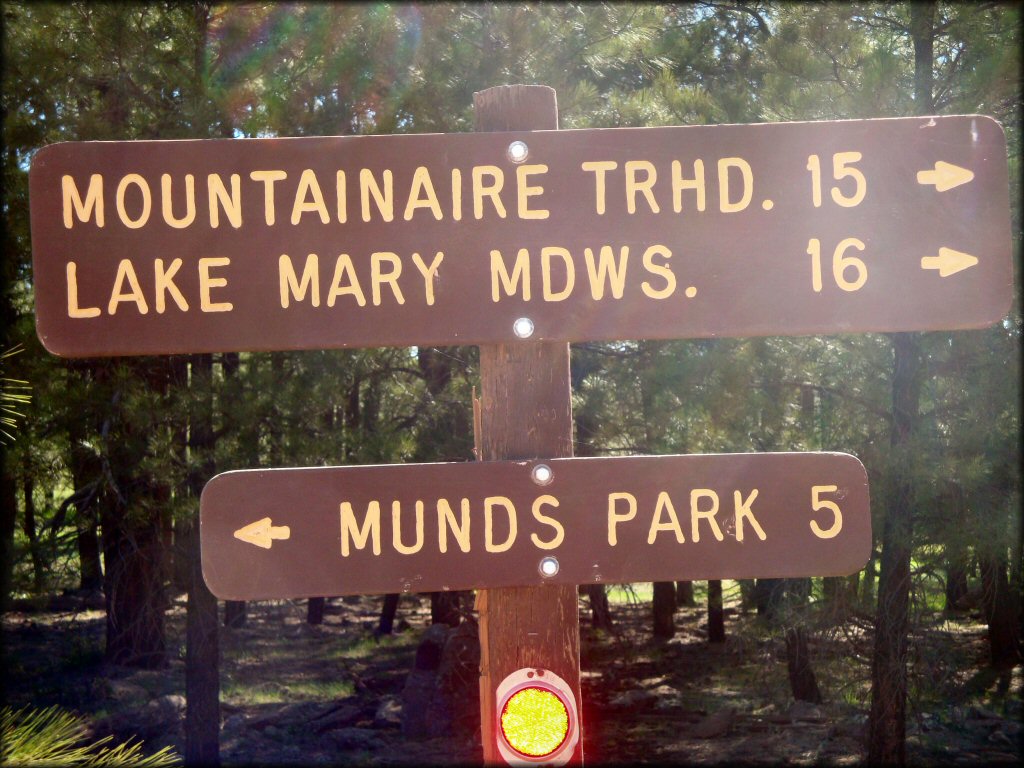 MOUNTAINAIRE TRHD. 15
LAKE MARY MDWS. 16
MUNDS PARK 5